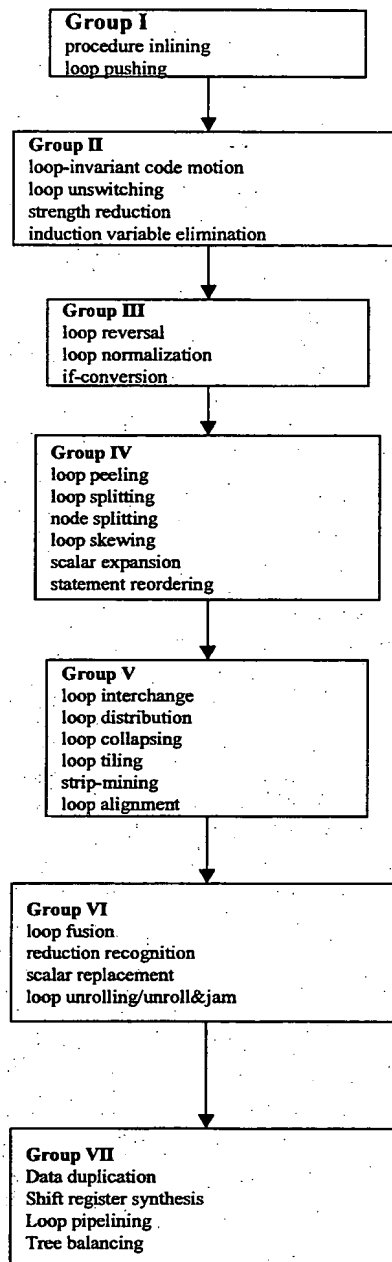 Group I
procedure inlining
loop pushing
Group II
loop-invariant code motion
loop unswitching
strength reduction
induction variable elimination
Group III
loop reversal
loop normalization
if-conversion
Group IV
loop peeling
loop splitting
node splitting
loop skewing
scalar expansion
statement reordering
Group V
loop interchange
loop distribution
loop collapsing
loop tiling
strip-mining
loop alignment
Group VI
loop fusion
reduction recognition
scalar replacement
loop unrolling/unroll&jam
Group VII
Data duplication
Shift register synthesis
Loop pipelining
Tree balancing